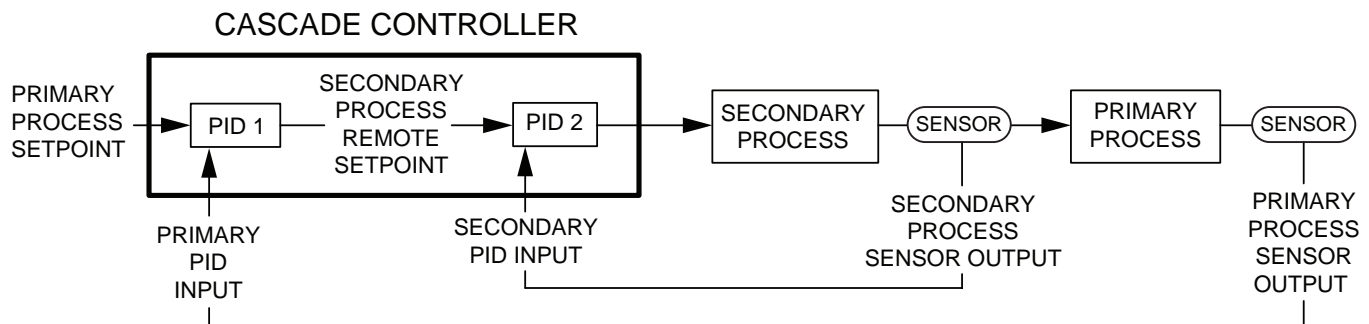 CASCADE CONTROLLER
PRIMARY
PROCESS
SETPOINT
PID 1
SECONDARY
PROCESS
REMOTE
SETPOINT
PID 2
SECONDARY
PROCESS
SENSOR
PRIMARY
PROCESS
SENSOR
PRIMARY
PID
INPUT
SECONDARY
PID INPUT
SECONDARY
PROCESS
SENSOR OUTPUT
PRIMARY
PROCESS
SENSOR
OUTPUT